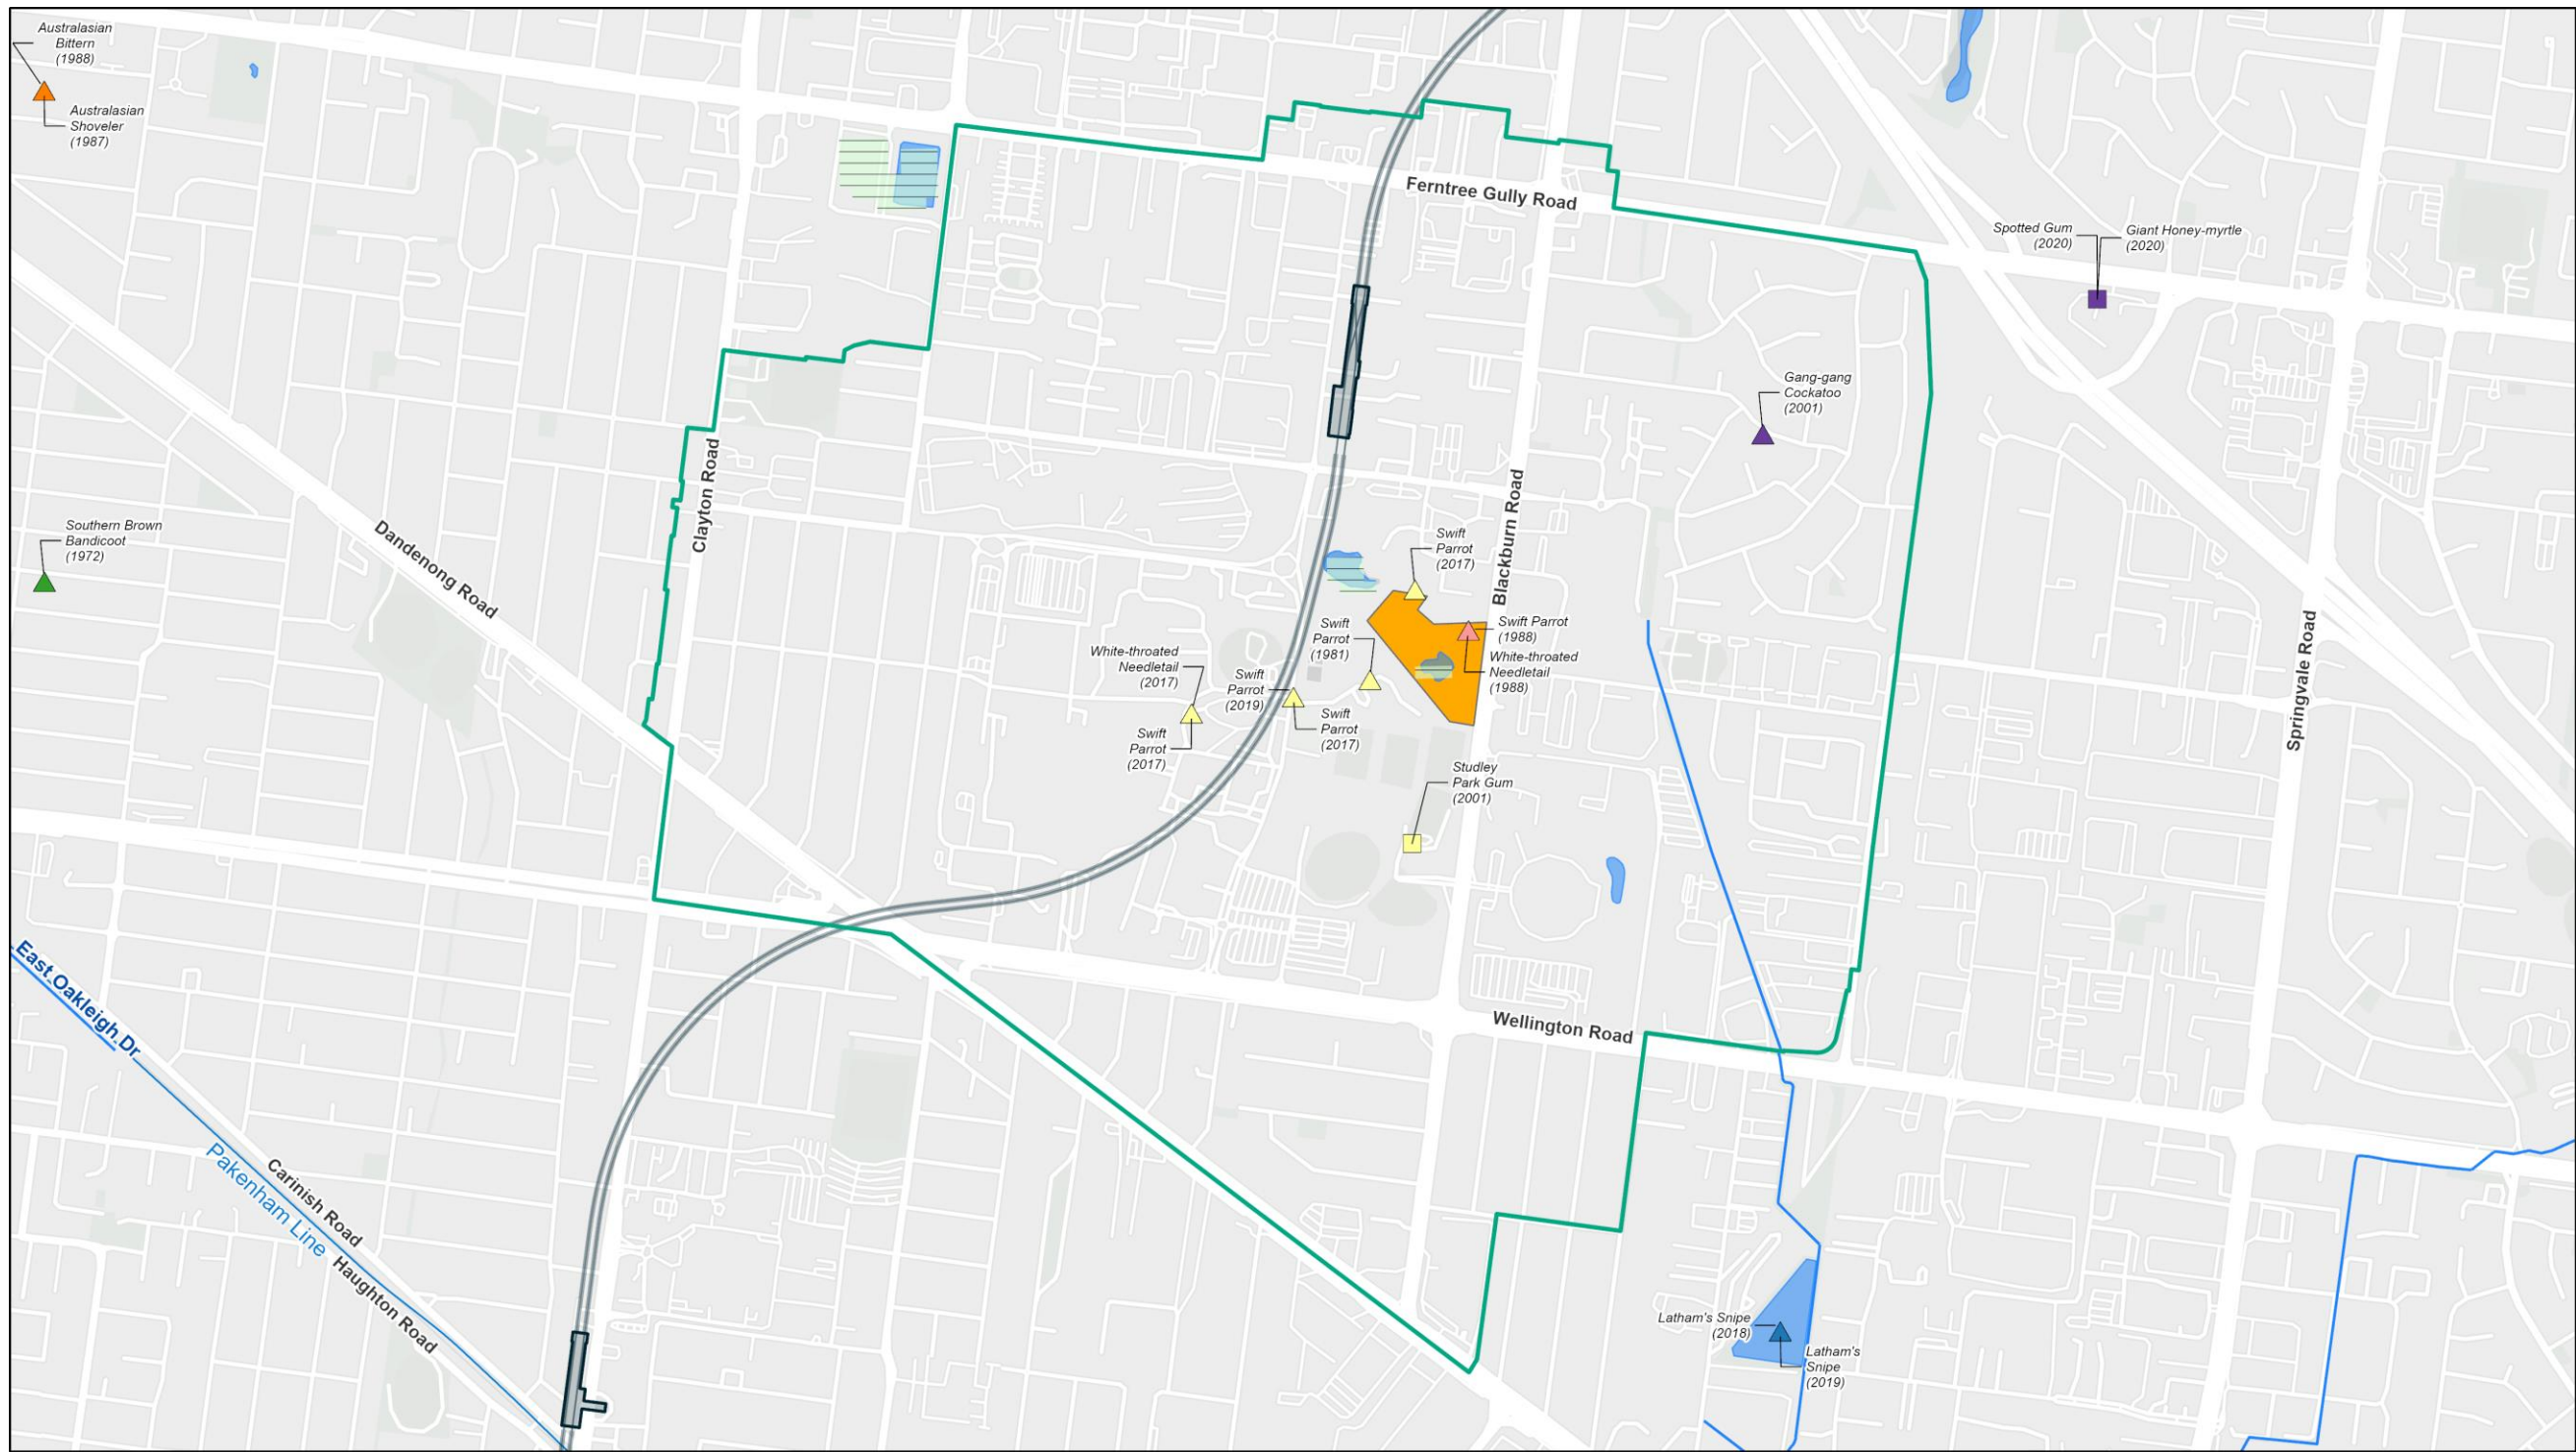 Australasian
Bittern
(1988)
Australasian
Shoveler
(1987)
Ferntree Gully Road
Spotted Gum
(2020)
Giant Honey-myrtle
(2020)
Gang-gang
Cockatoo
(2001)
Clayton Road
Blackburn Road
Dandenong Road
Southern Brown
Bandicoot
(1972)
Swift
Parrot
(2017)
Swift
Parrot
(1981)
Swift Parrot
(1988)
White-throated
Needletail
(1988)
White-throated
Needletail
(2017)
Swift
Parrot
(2019)
Swift
Parrot
(2017)
Swift
Parrot
(2017)
Springvale Road
Studley
Park Gum
(2001)
East Oakleigh Dr
Wellington Road
Pakenham Line
Carinish Road
Haughton Road
Latham's Snipe
(2018)
Latham's
Snipe
(2019)